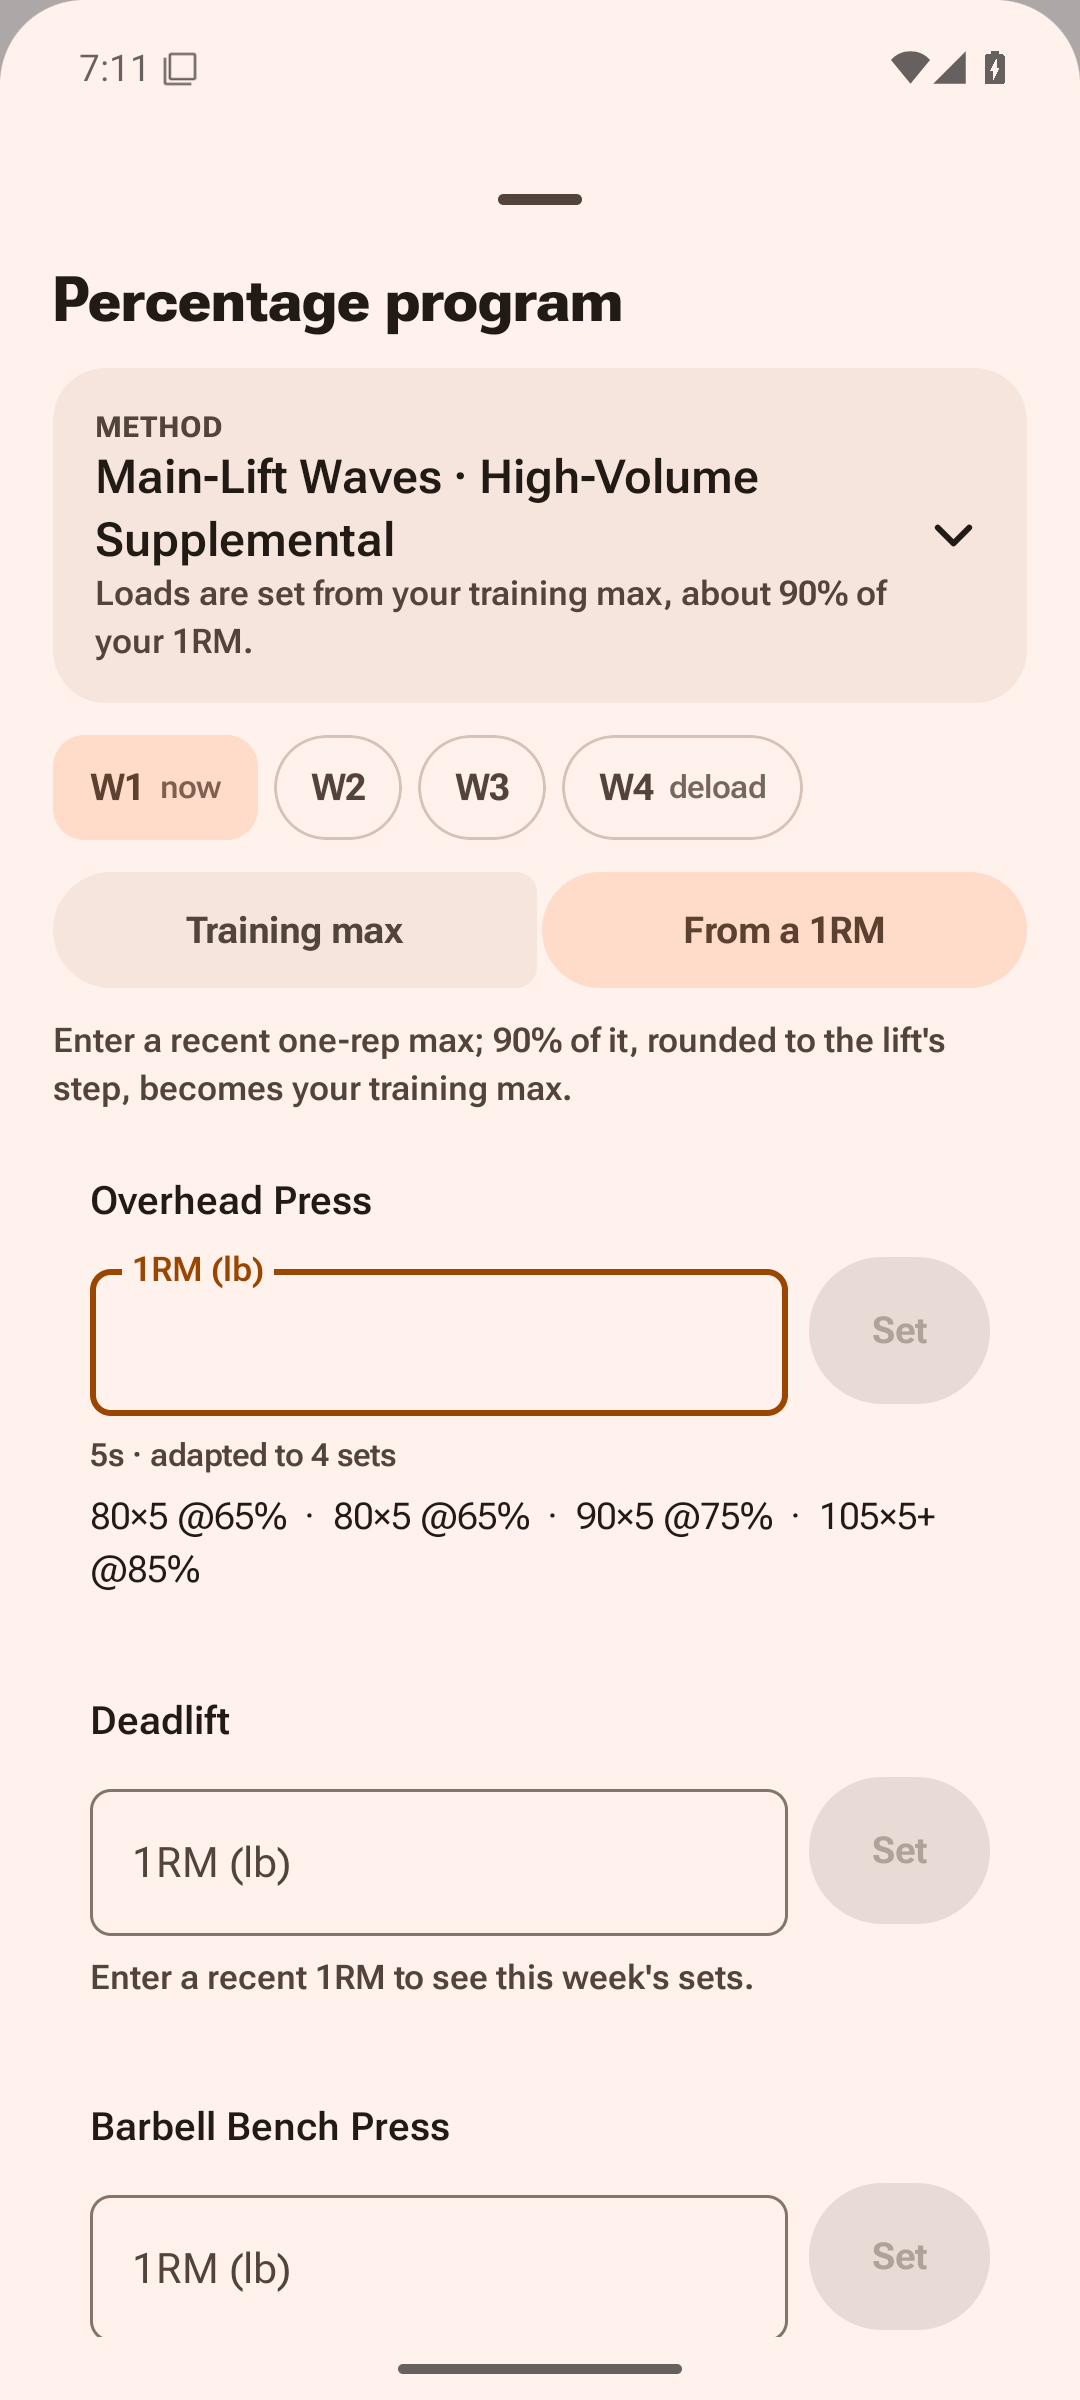 7:11
Percentage program
METHOD
Main-Lift Waves · High-Volume
Supplemental
Loads are set from your training max, about 90% of
your 1RM.
W1 now W2 W3 W4 deload
Training max From a 1RM
Enter a recent one-rep max; 90% of it, rounded to the lift's
step, becomes your training max.
Overhead Press
1RM (lb)
Set
5s · adapted to 4 sets
80×5 @65% · 80×5 @65% · 90×5 @75% · 105×5+
@85%
Deadlift
1RM (lb) Set
Enter a recent 1RM to see this week's sets.
Barbell Bench Press
1RM (lb) Set